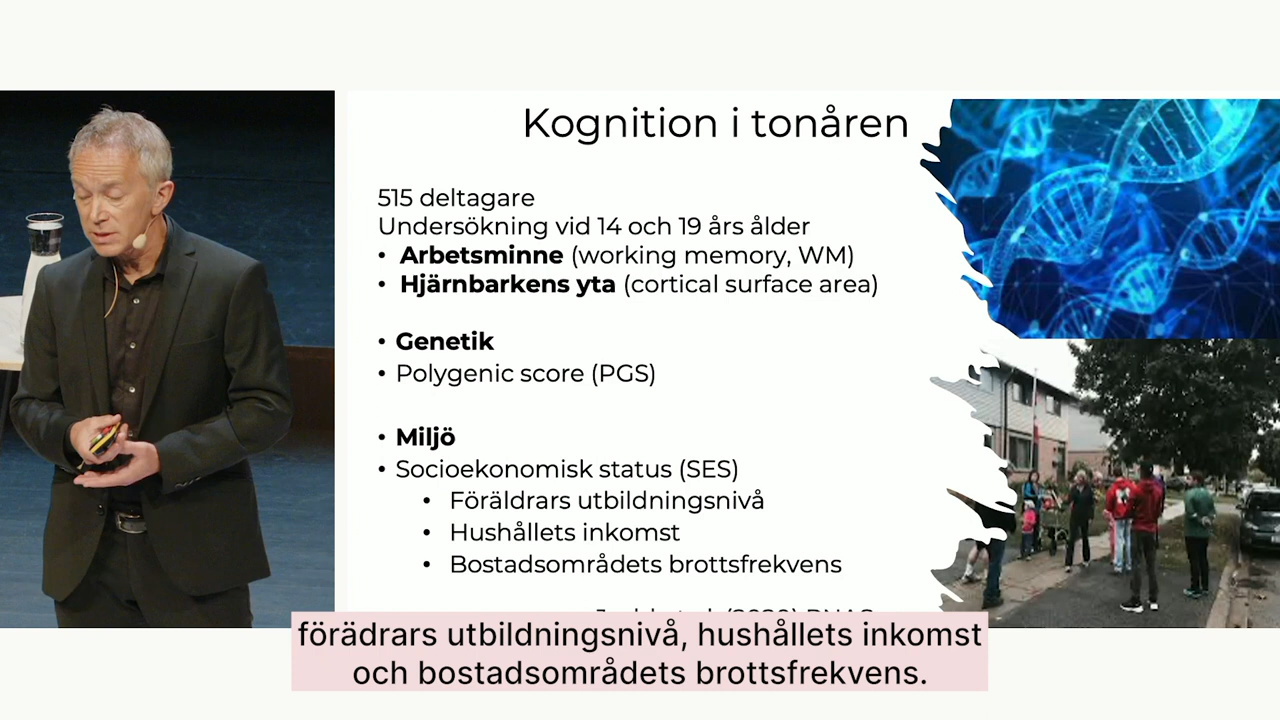 Kognition i tonåren
515 deltagare
Undersökning vid 14 och 19 års ålder
• Arbetsminne (working memory, WM)
• Hjärnbarkens yta (cortical surface area)
• Genetik
• Polygenic score (PGS)
• Miljö
• Socioekonomisk status (SES)
• Föräldrars utbildningsnivå
• Hushållets inkomst
• Bostadsområdets brottsfrekvens
förädrars utbildningsnivå, hushållets inkomst
och bostadsområdets brottsfrekvens.